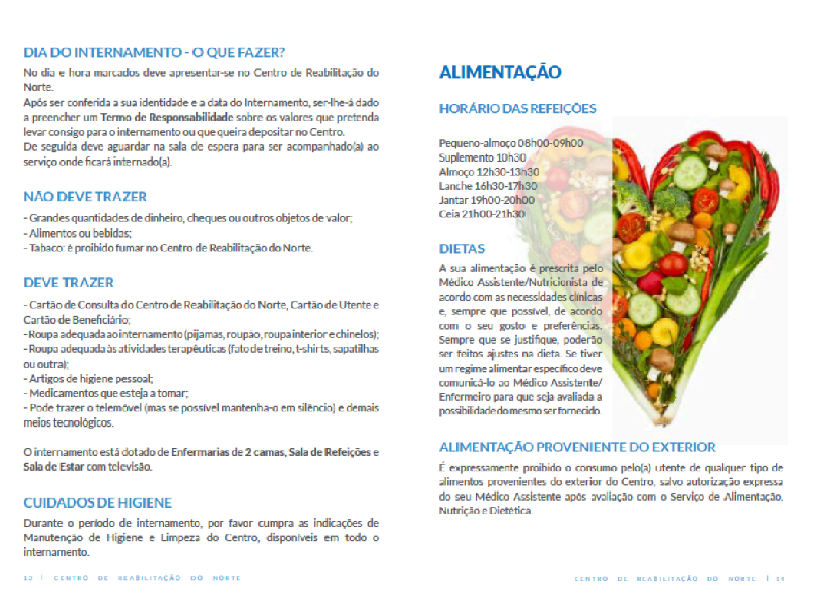 DIA DO INTERNAMENTO - O QUE FAZER?
No dia e hora marcados deve apresentar-se no Centro de Reabilitação do
Norte.
Após ser conferida a sua identidade e a data do Internamento, ser-lhe-á dado
a preencher um Termo de Responsabilidade sobre os valores que pretenda
levar consigo para o internamento ou que queira depositar no Centro.
De seguida deve aguardar na sala de espera para ser acompanhado(a) ao
serviço onde ficará internado(a).
NÃO DEVE TRAZER
- Grandes quantidades de dinheiro, cheques ou outros objetos de valor;
- Alimentos ou bebidas;
- Tabaco: é proibido fumar no Centro de Reabilitação do Norte.
DEVE TRAZER
- Cartão de Consulta do Centro de Reabilitação do Norte, Cartão de Utente e
Cartão de Beneficiário;
- Roupa adequada ao internamento (pijamas, roupão, roupa interior e chinelos);
- Roupa adequada às atividades terapêuticas (fato de treino, t-shirts, sapatilhas
ou outra);
- Artigos de higiene pessoal;
- Medicamentos que esteja a tomar;
- Pode trazer o telemóvel (mas se possível mantenha-o em silêncio) e demais
meios tecnológicos.
O internamento está dotado de Enfermarias de 2 camas, Sala de Refeições e
Sala de Estar com televisão.
CUIDADOS DE HIGIENE
Durante o período de internamento, por favor cumpra as indicações de
Manutenção de Higiene e Limpeza do Centro, disponíveis em todo o
internamento.
| CENTRO DE REABILITAÇÃO DO NORTE
ALIMENTAÇÃO
HORÁRIO DAS REFEIÇÕES
Pequeno-almoço 08h00-09h00
Suplemento 10h30
Almoço 12h30-13h30
Lanche 16h30-17h30
Jantar 19h00-20h00
Ceia 21h00-21h30
DIETAS
A sua alimentação é prescrita pelo
Médico Assistente/Nutricionista de
acordo com as necessidades clínicas
e, sempre que possível, de acordo
com o seu gosto e preferências.
Sempre que se justifique, poderão
ser feitos ajustes na dieta. Se tiver
um regime alimentar específico deve
comunicá-lo ao Médico Assistente/
Enfermeiro para que seja avaliada a
possibilidade do mesmo ser fornecido.
ALIMENTAÇÃO PROVENIENTE DO EXTERIOR
É expressamente proibido o consumo pelo(a) utente de qualquer tipo de
alimentos provenientes do exterior do Centro, salvo autorização expressa
do seu Médico Assistente após avaliação com o Serviço de Alimentação,
Nutrição e Dietética.
CENTRO DE REABILITAÇÃO DO NORTE |